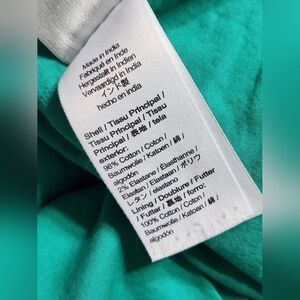 Made in India
Fabriqué en Inde
Hergestellt in Indien
Vervaardigd in India
インド製
hecho en india
Shell / Tissu Principal /
Tissu Principal / Tissu
Principal / 表地 / tela
exterior:
98% Cotton / Coton /
Baumwolle / Katoen / 綿 /
algodón
2% Elastane / Elasthanne /
Elastan / Elastaan / ポリウ
レタン / elastano
Lining / Doublure / Futter
/ Futter / 裏地 / forro:
100% Cotton / Coton /
Baumwolle / Katoen / 綿 /
algodón